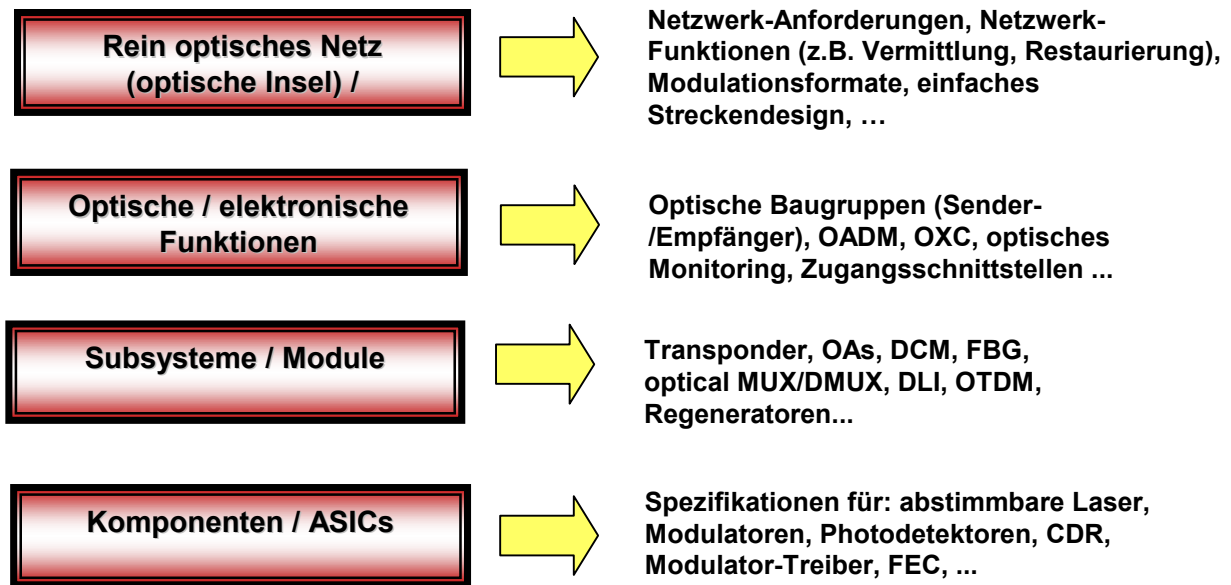 Rein optisches Netz
(optische Insel) /
Netzwerk-Anforderungen, Netzwerk-
Funktionen (z.B. Vermittlung, Restaurierung),
Modulationsformate, einfaches
Streckendesign, …
Optische / elektronische
Funktionen
Optische Baugruppen (Sender-
/Empfänger), OADM, OXC, optisches
Monitoring, Zugangsschnittstellen ...
Subsysteme / Module
Transponder, OAs, DCM, FBG,
optical MUX/DMUX, DLI, OTDM,
Regeneratoren...
Komponenten / ASICs
Spezifikationen für: abstimmbare Laser,
Modulatoren, Photodetektoren, CDR,
Modulator-Treiber, FEC, ...